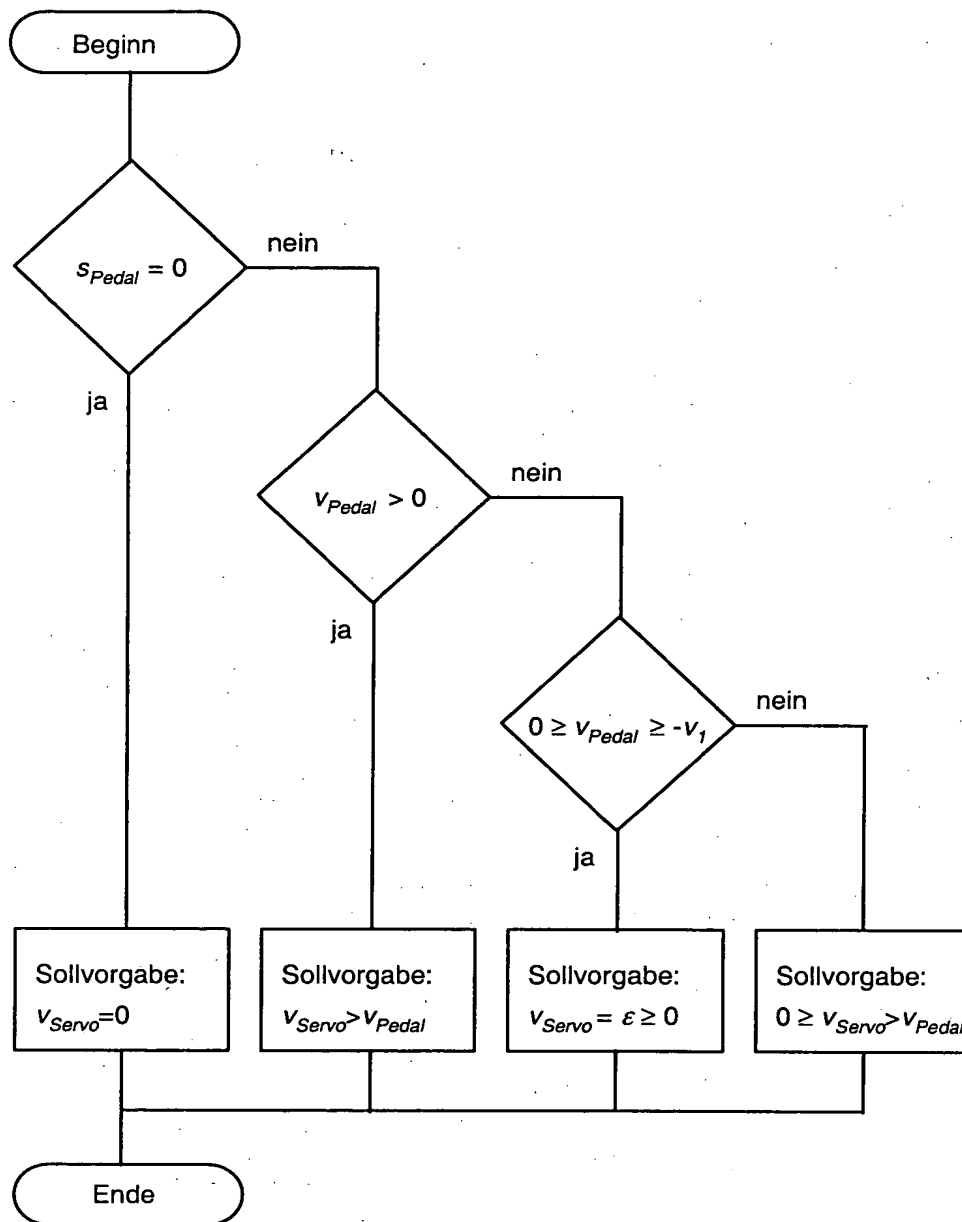 Beginn
s_Pedal = 0
nein
ja
v_Pedal > 0
nein
ja
0 ≥ v_Pedal ≥ -v_1
nein
ja
Sollvorgabe:
v_Servo=0
Sollvorgabe:
v_Servo>v_Pedal
Sollvorgabe:
v_Servo = ε ≥ 0
Sollvorgabe:
0 ≥ v_Servo>v_Pedal
Ende